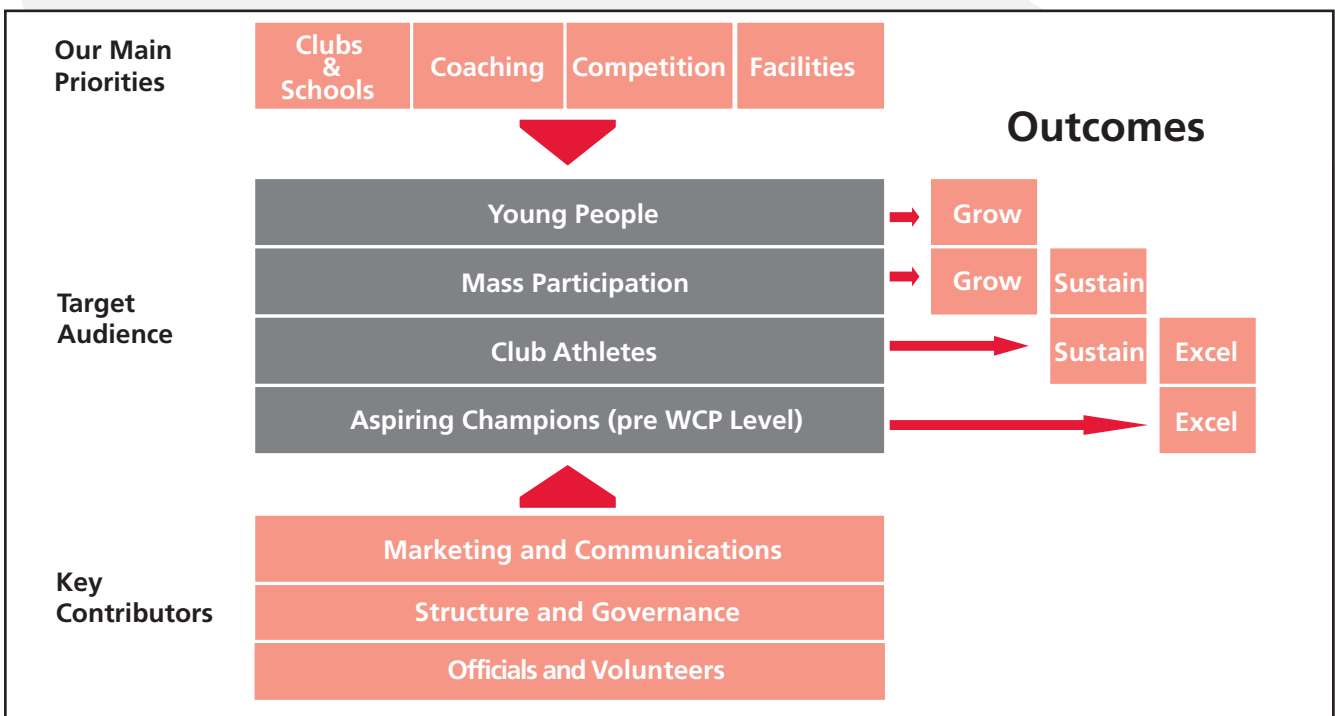 Our Main
Priorities
Clubs
&
Schools
Coaching
Competition
Facilities
Outcomes
Target
Audience
Young People
Grow
Mass Participation
Grow
Sustain
Club Athletes
Sustain
Excel
Aspiring Champions (pre WCP Level)
Excel
Key
Contributors
Marketing and Communications
Structure and Governance
Officials and Volunteers